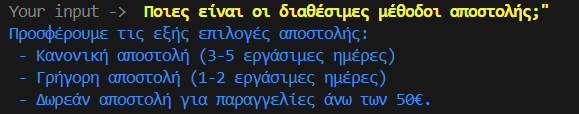 Your input -> Ποιες είναι οι διαθέσιμες μέθοδοι αποστολής;"
Προσφέρουμε τις εξής επιλογές αποστολής:
- Κανονική αποστολή (3-5 εργάσιμες ημέρες)
- Γρήγορη αποστολή (1-2 εργάσιμες ημέρες)
- Δωρεάν αποστολή για παραγγελίες άνω των 50€.